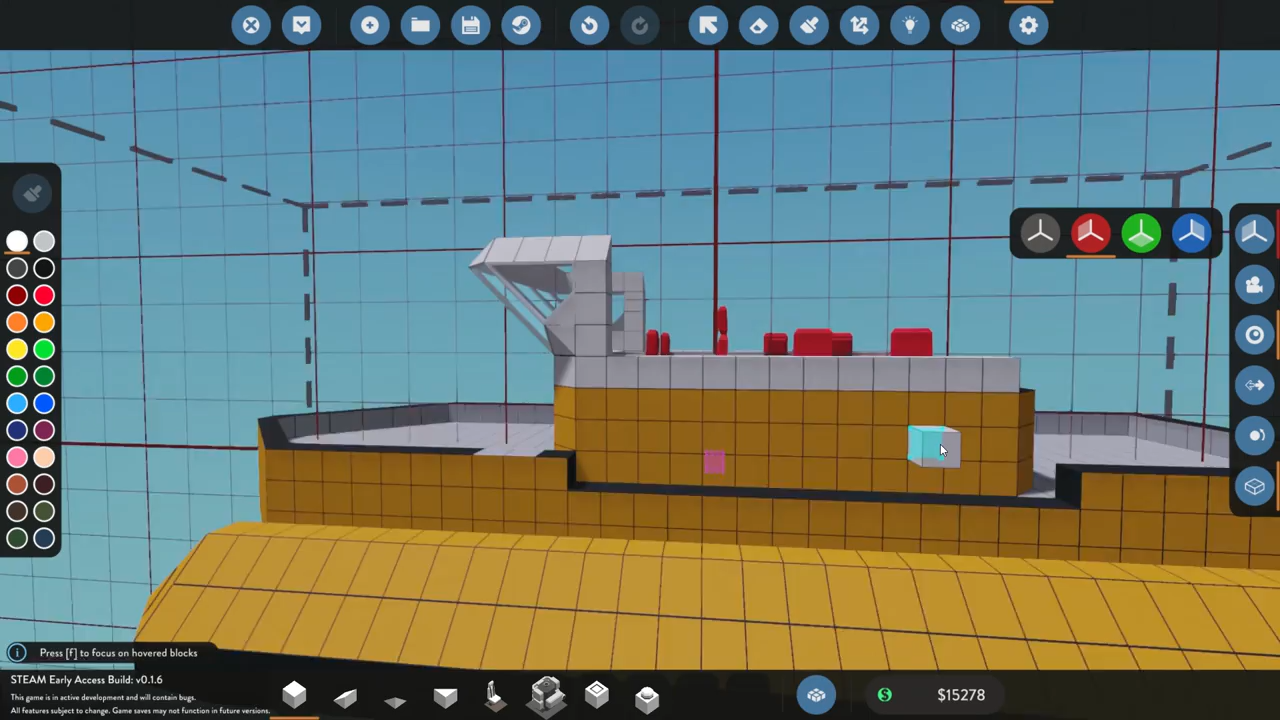 Press [f] to focus on hovered blocks
STEAM Early Access Build: v0.1.6
This game is in active development and will contain bugs.
All features subject to change. Game saves may not function in future versions.
$15278